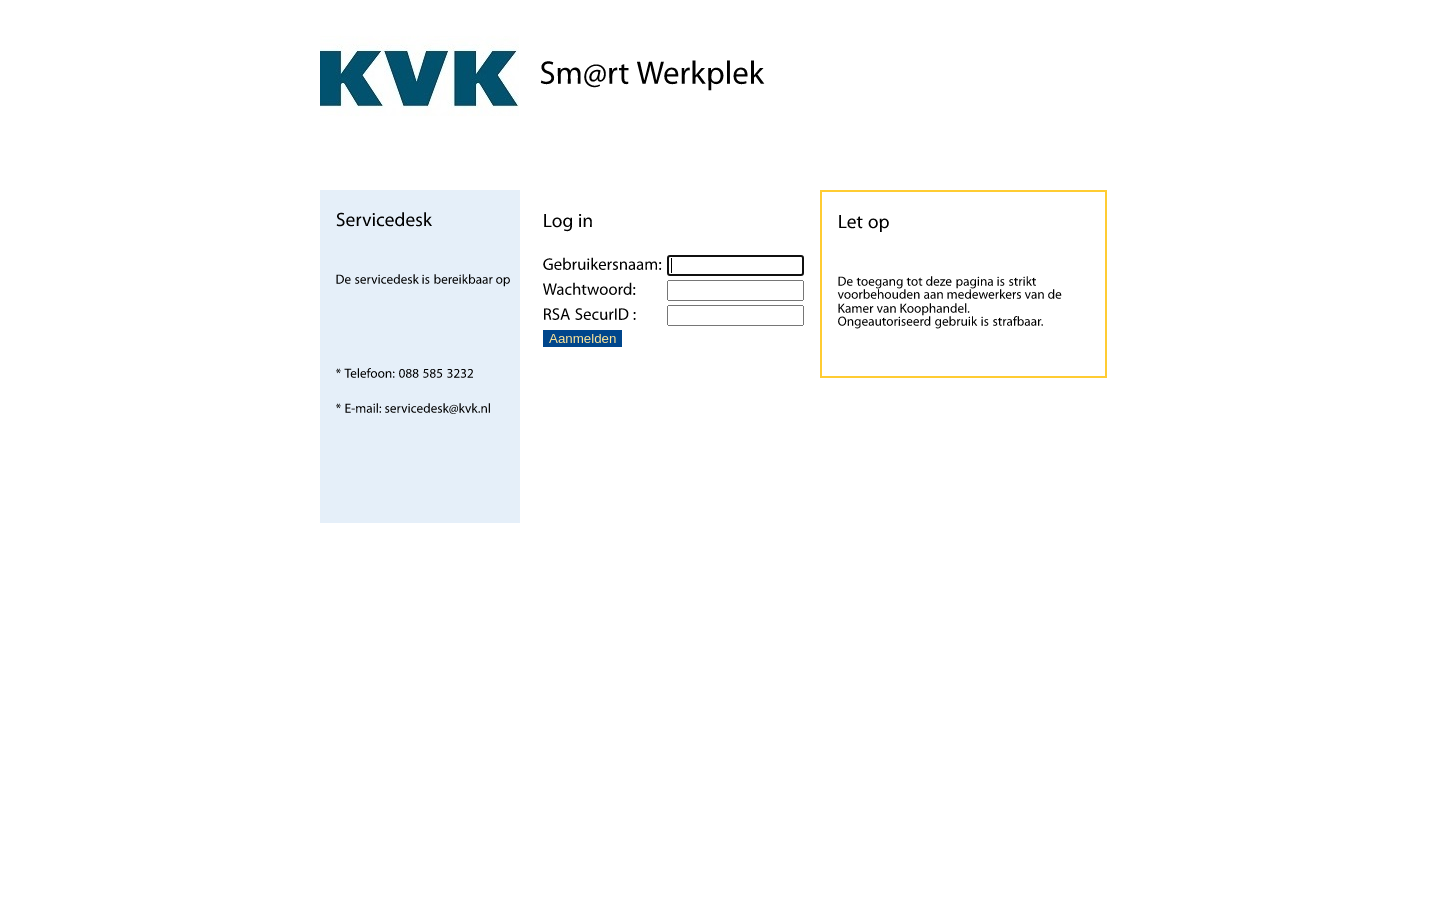 KVK
Sm@rt Werkplek
Servicedesk
De servicedesk is bereikbaar op
* Telefoon: 088 585 3232
* E-mail: servicedesk@kvk.nl
Log in
Gebruikersnaam:
Wachtwoord:
RSA SecurID :
Aanmelden
Let op
De toegang tot deze pagina is strikt
voorbehouden aan medewerkers van de
Kamer van Koophandel.
Ongeautoriseerd gebruik is strafbaar.